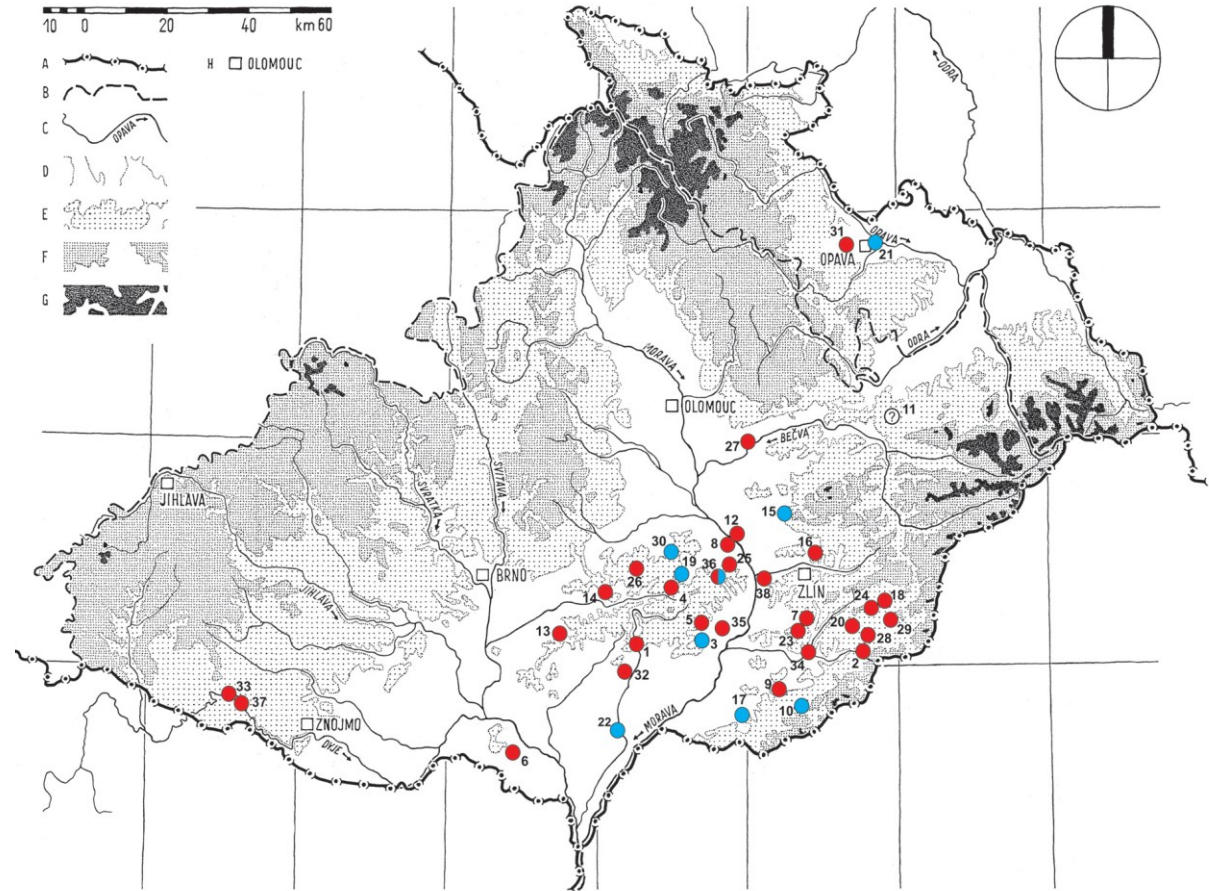 10 0 20 km 60
A
H OLOMOUC
B
C OPAVA
D
E
F
G
ODRA
31
OPAVA
OPAVA
21
ODRA
MORAVA
OLOMOUC
11
?
27
BEČVA
SVITAVA
SVRATKA
JIHLAVA
15
12
30
8
16
19
36
25
BRNO
26
ZLÍN
4
38
14
JIHLAVA
24
18
7
5
35
20
29
13
23
28
3
1
34
2
32
33
9
37
10
17
ZNOJMO
22
MORAVA
DYJE
6